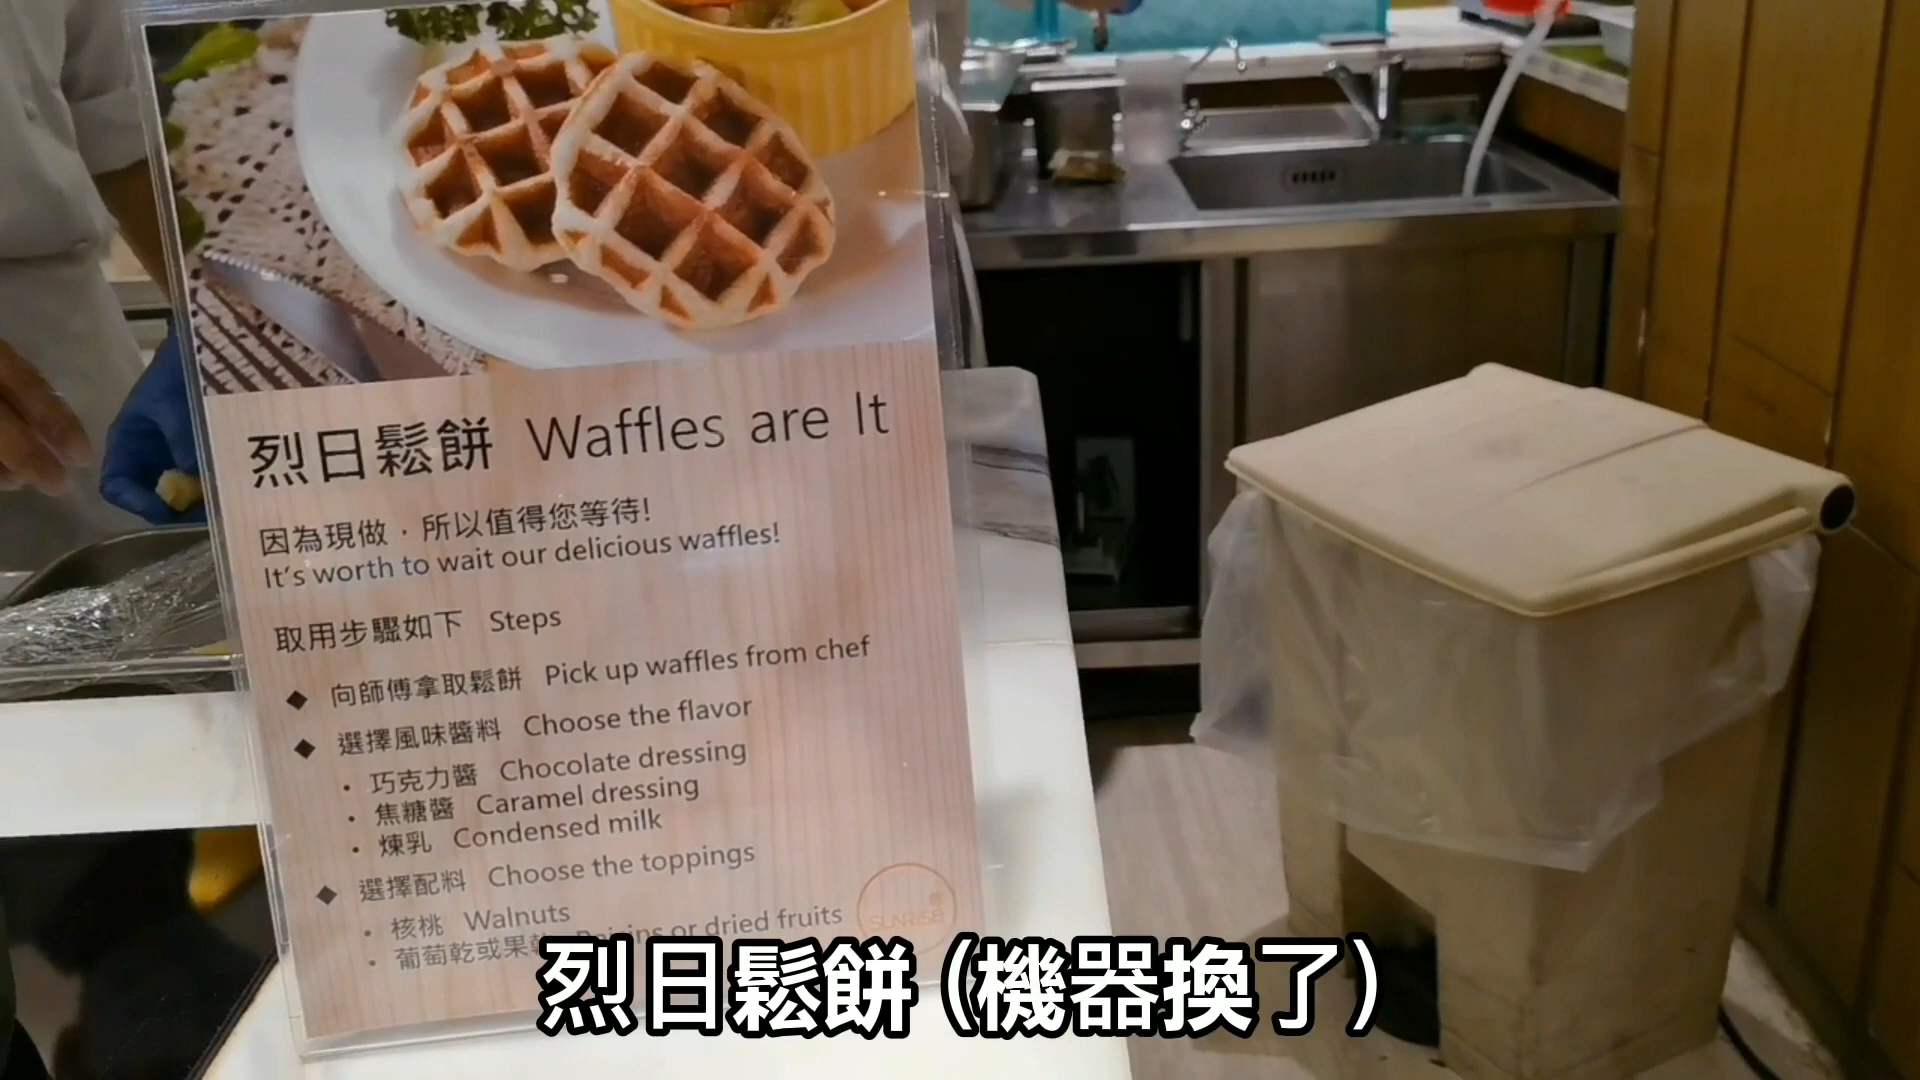 烈日鬆餅 Waffles are It
因為現做，所以值得您等待!
It's worth to wait our delicious waffles!
取用步驟如下 Steps
◆ 向師傅拿取鬆餅 Pick up waffles from chef
◆ 選擇風味醬料 Choose the flavor
• 巧克力醬 Chocolate dressing
• 焦糖醬 Caramel dressing
• 煉乳 Condensed milk
◆ 選擇配料 Choose the toppings
• 核桃 Walnuts
• 葡萄乾或果乾 Raisins or dried fruits
SUNRISE
烈日鬆餅 (機器換了)